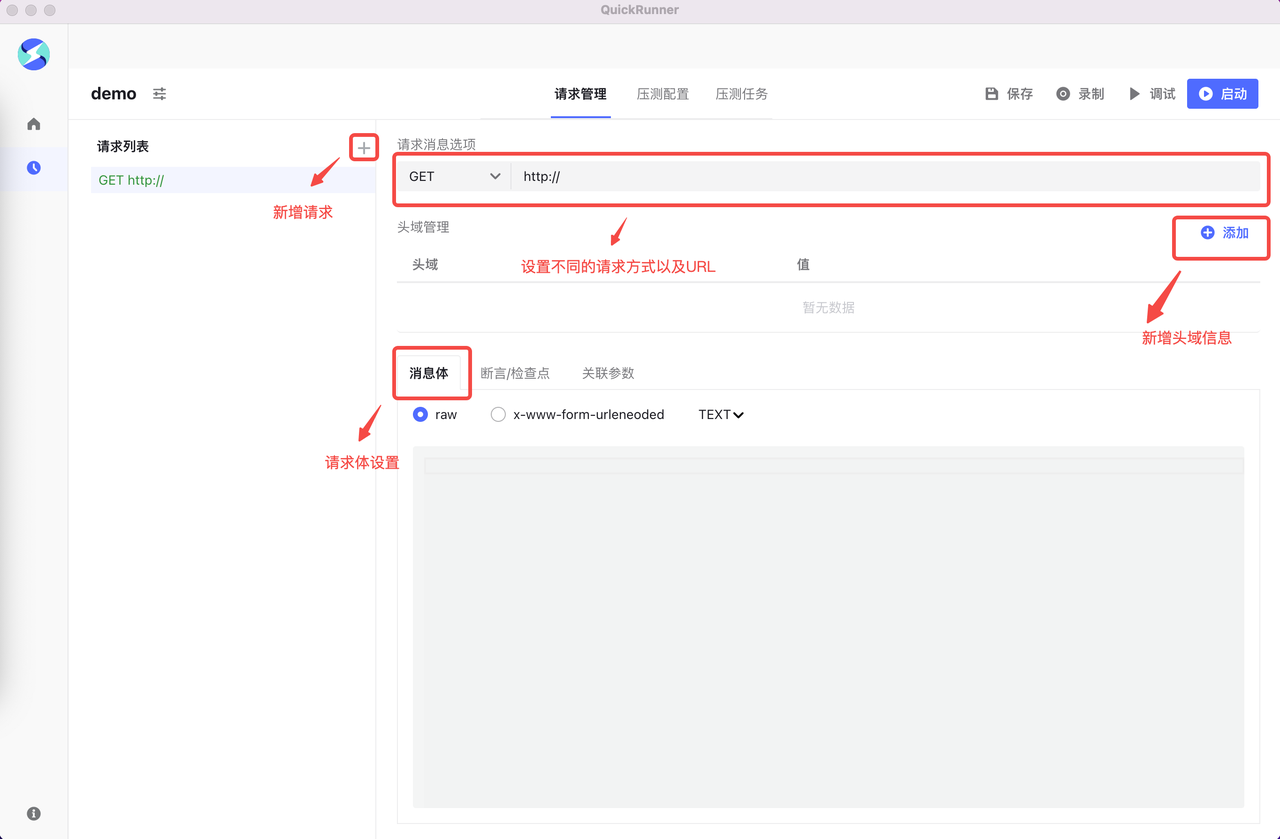 QuickRunner
demo
请求管理
压测配置
压测任务
保存
录制
调试
启动
请求列表
GET http://
新增请求
请求消息选项
GET
http://
头域管理
添加
头域
设置不同的请求方式以及URL
值
暂无数据
新增头域信息
消息体
断言/检查点
关联参数
raw
x-www-form-urleneoded
TEXT
请求体设置